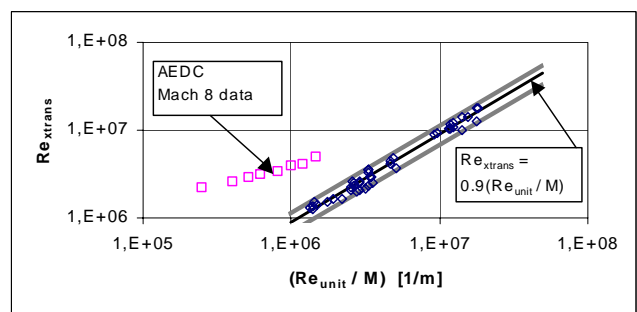 1,E+08
AEDC
Mach 8 data
1,E+07
Re_xtrans
Re_xtrans =
0.9(Re_unit / M)
1,E+06
1,E+05 1,E+06 1,E+07 1,E+08
(Re_unit / M) [1/m]